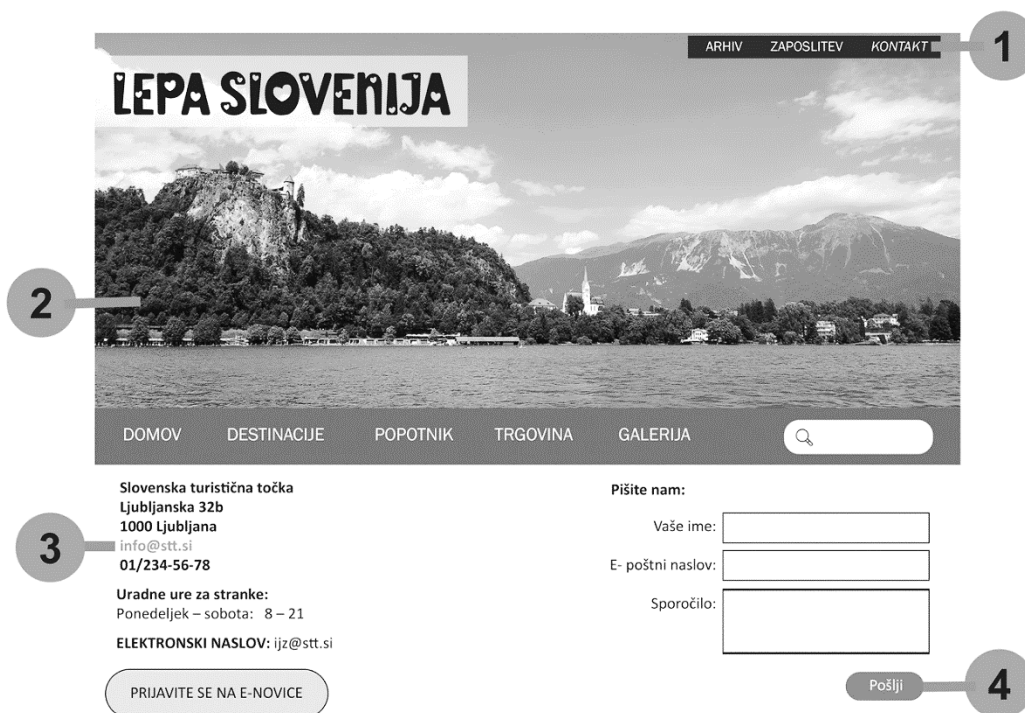 ARHIV ZAPOSLITEV KONTAKT
1
LEPA SLOVENIJA
2
DOMOV DESTINACIJE POPOTNIK TRGOVINA GALERIJA
Slovenska turistična točka
Ljubljanska 32b
1000 Ljubljana
info@stt.si
01/234-56-78
3
Uradne ure za stranke:
Ponedeljek – sobota: 8 – 21
ELEKTRONSKI NASLOV: ijz@stt.si
PRIJAVITE SE NA E-NOVICE
Pišite nam:
Vaše ime:
E- poštni naslov:
Sporočilo:
Pošlji
4